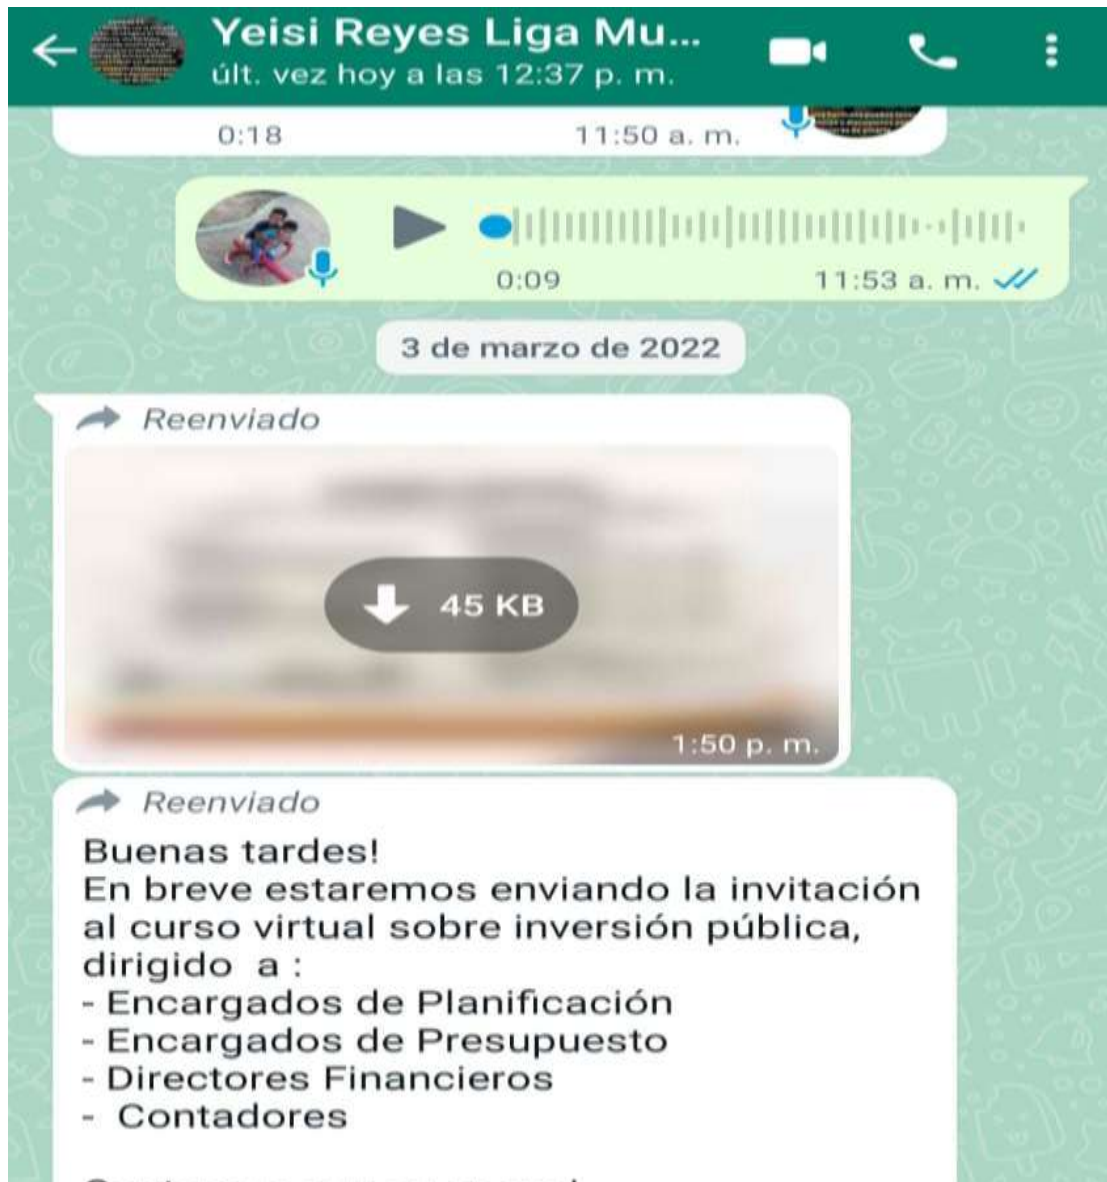 Yeisi Reyes Liga Mu...
últ. vez hoy a las 12:37 p. m.
0:18 11:50 a. m.
0:09 11:53 a. m.
3 de marzo de 2022
Reenviado
45 KB
1:50 p. m.
Reenviado
Buenas tardes!
En breve estaremos enviando la invitación
al curso virtual sobre inversión pública,
dirigido a :
- Encargados de Planificación
- Encargados de Presupuesto
- Directores Financieros
- Contadores